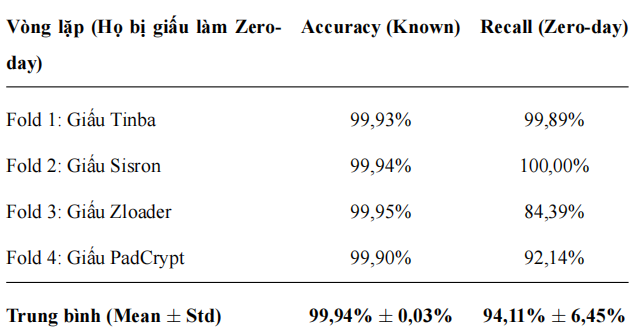 Vòng lặp (Họ bị giấu làm Zero- Accuracy (Known) Recall (Zero-day)
day)
Fold 1: Giấu Tinba 99,93% 99,89%
Fold 2: Giấu Sisron 99,94% 100,00%
Fold 3: Giấu Zloader 99,95% 84,39%
Fold 4: Giấu PadCrypt 99,90% 92,14%
Trung bình (Mean ± Std) 99,94% ± 0,03% 94,11% ± 6,45%